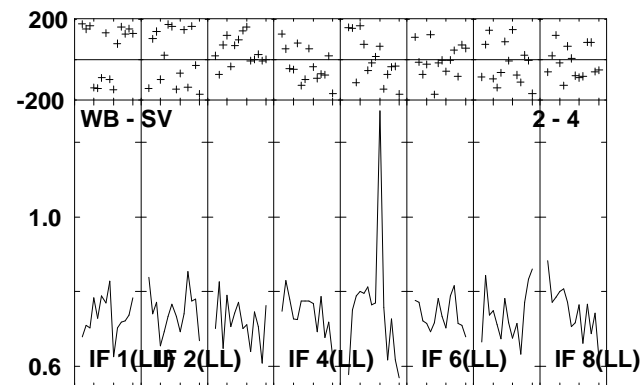 200
-200
WB - SV 2 - 4
1.0
0.6
IF 1(LL) IF 2(LL) IF 4(LL) IF 6(LL) IF 8(LL)